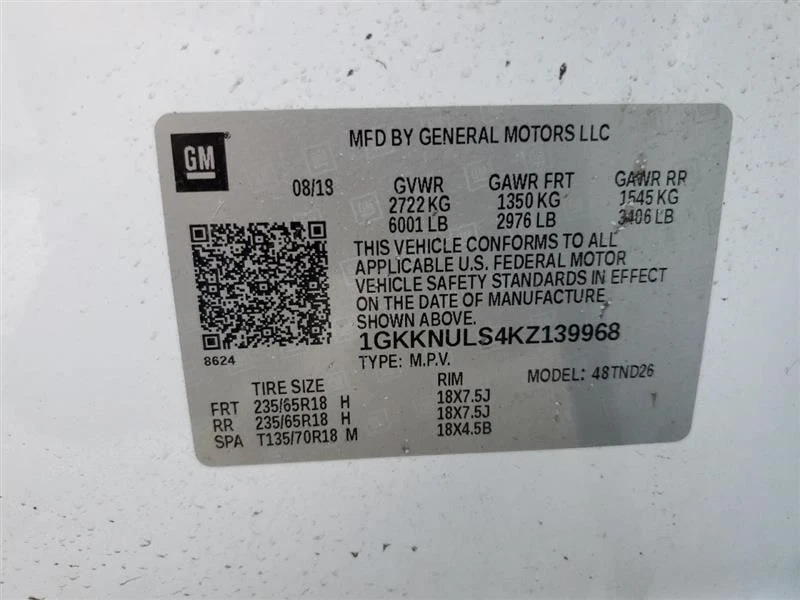 GM
®
MFD BY GENERAL MOTORS LLC
08/18 GVWR GAWR FRT GAWR RR
2722 KG 1350 KG 1545 KG
6001 LB 2976 LB 3406 LB
THIS VEHICLE CONFORMS TO ALL
APPLICABLE U.S. FEDERAL MOTOR
VEHICLE SAFETY STANDARDS IN EFFECT
ON THE DATE OF MANUFACTURE
SHOWN ABOVE.
1GKKNULS4KZ139968
8624
TYPE: M.P.V. MODEL: 48TND26
TIRE SIZE RIM
FRT 235/65R18 H 18X7.5J
RR 235/65R18 H 18X7.5J
SPA T135/70R18 M 18X4.5B